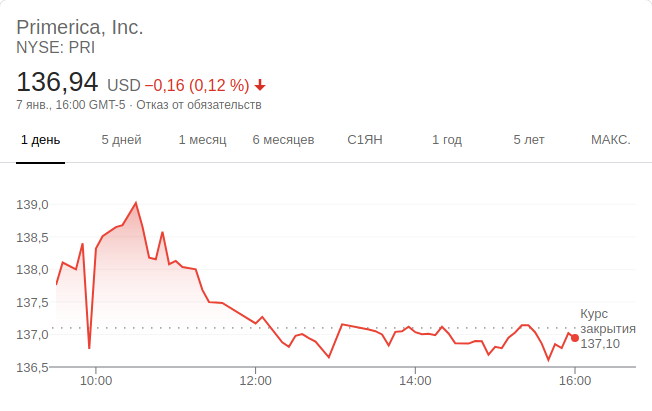 Primerica, Inc.
NYSE: PRI
136,94 USD −0,16 (0,12 %)
7 янв., 16:00 GMT-5 · Отказ от обязательств
1 день 5 дней 1 месяц 6 месяцев С1ЯН 1 год 5 лет МАКС.
139,0
138,5
138,0
137,5
Курс
закрытия
137,0
137,10
136,5
10:00 12:00 14:00 16:00